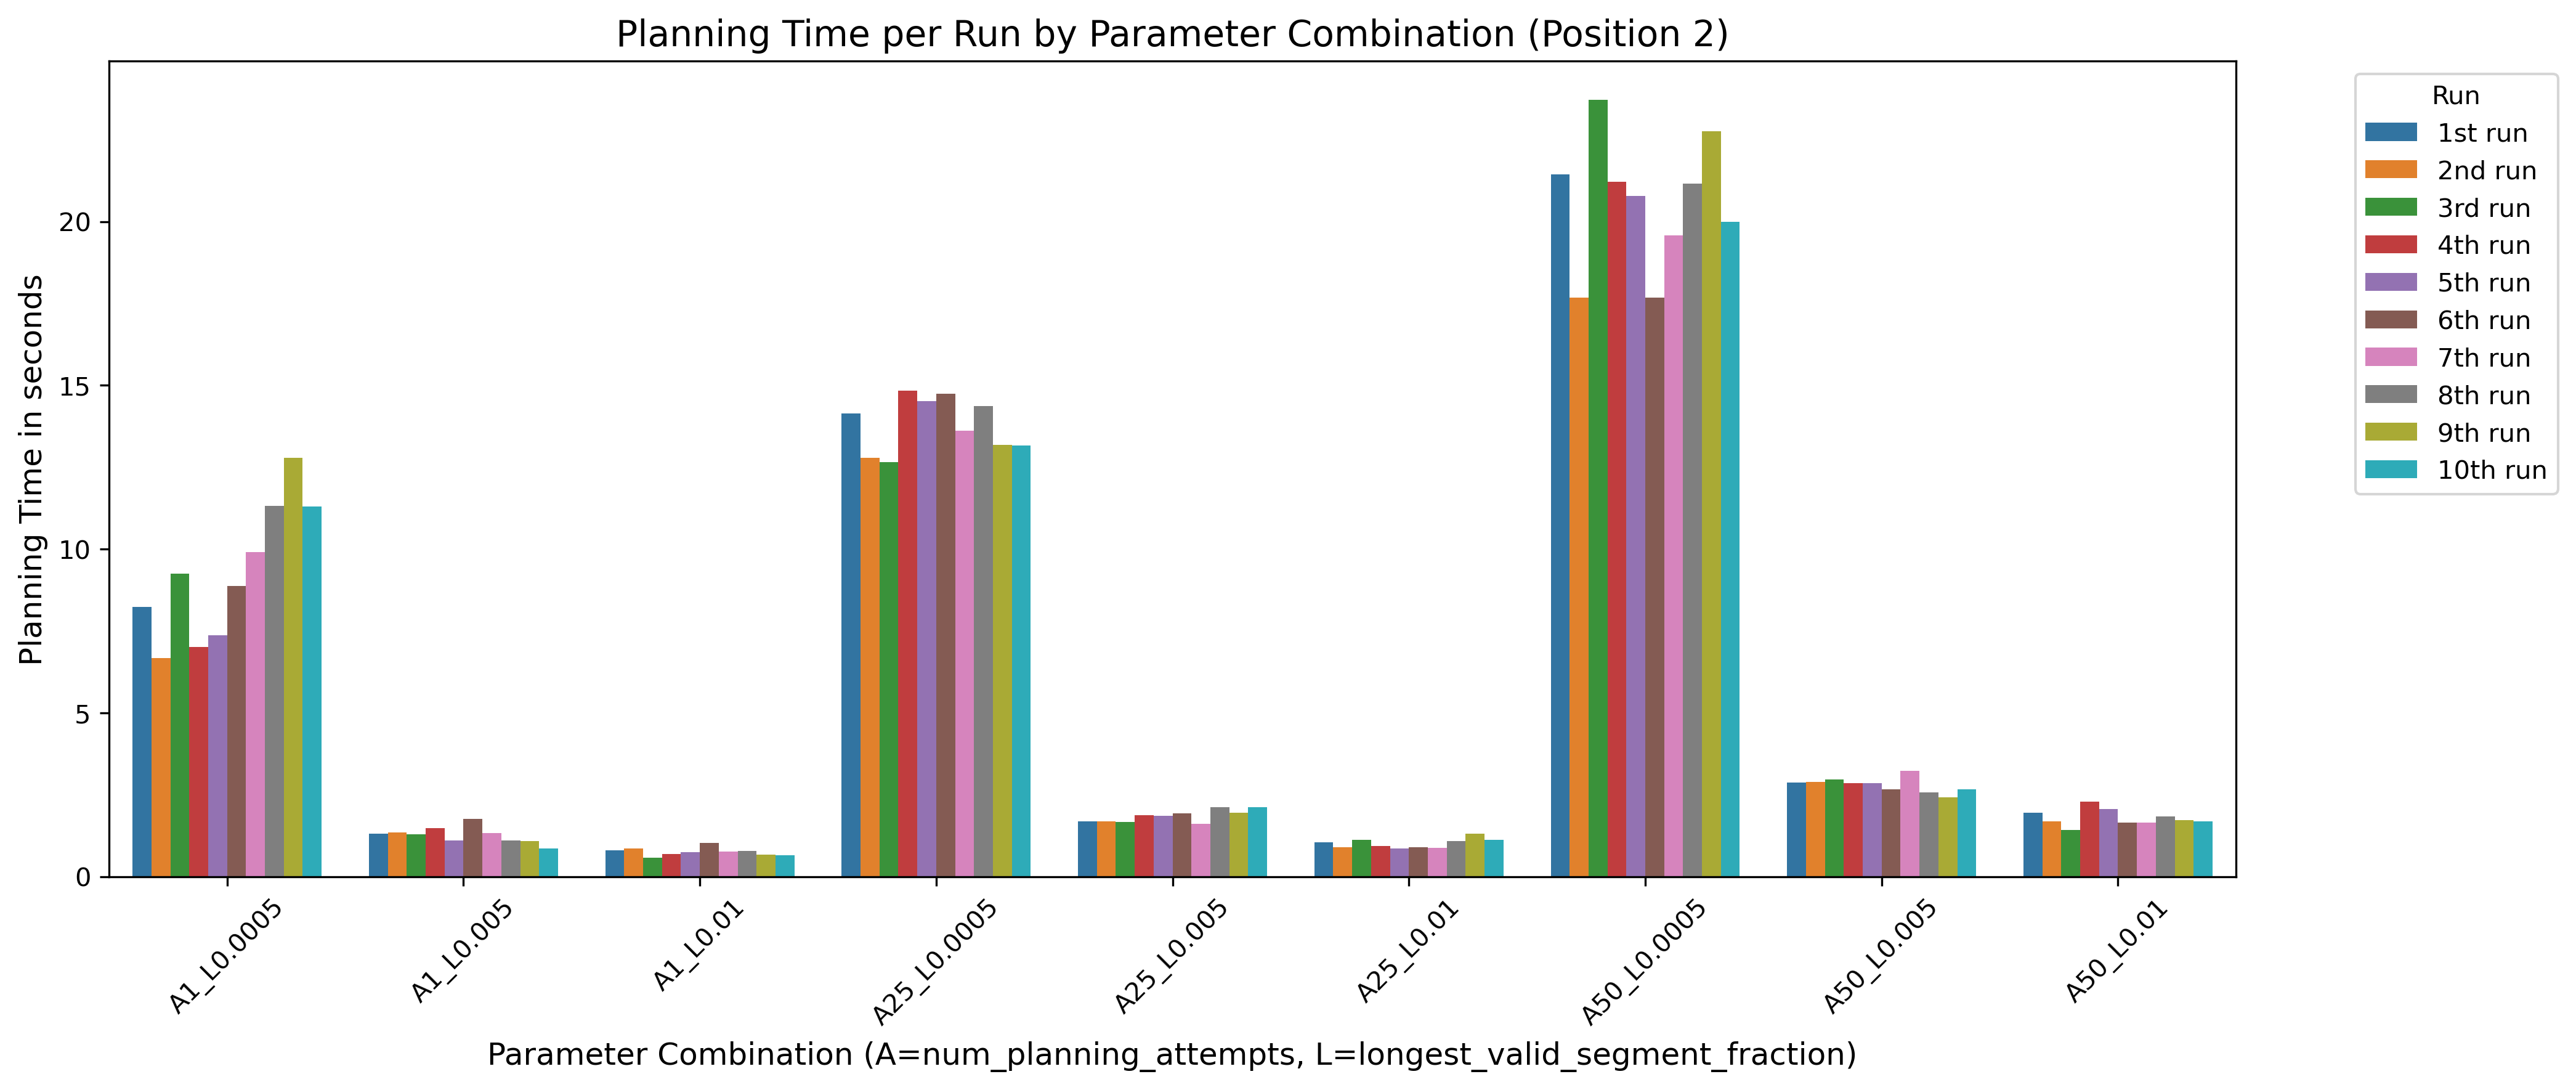 Planning Time per Run by Parameter Combination (Position 2)
Planning Time in seconds
20
15
10
5
0
A1_L0.0005
A1_L0.005
A1_L0.01
A25_L0.0005
A25_L0.005
A25_L0.01
A50_L0.0005
A50_L0.005
A50_L0.01
Parameter Combination (A=num_planning_attempts, L=longest_valid_segment_fraction)
Run
1st run
2nd run
3rd run
4th run
5th run
6th run
7th run
8th run
9th run
10th run